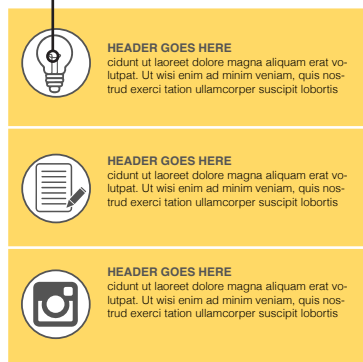 HEADER GOES HERE
cidunt ut laoreet dolore magna aliquam erat vo-
lutpat. Ut wisi enim ad minim veniam, quis nos-
trud exerci tation ullamcorper suscipit lobortis
HEADER GOES HERE
cidunt ut laoreet dolore magna aliquam erat vo-
lutpat. Ut wisi enim ad minim veniam, quis nos-
trud exerci tation ullamcorper suscipit lobortis
HEADER GOES HERE
cidunt ut laoreet dolore magna aliquam erat vo-
lutpat. Ut wisi enim ad minim veniam, quis nos-
trud exerci tation ullamcorper suscipit lobortis